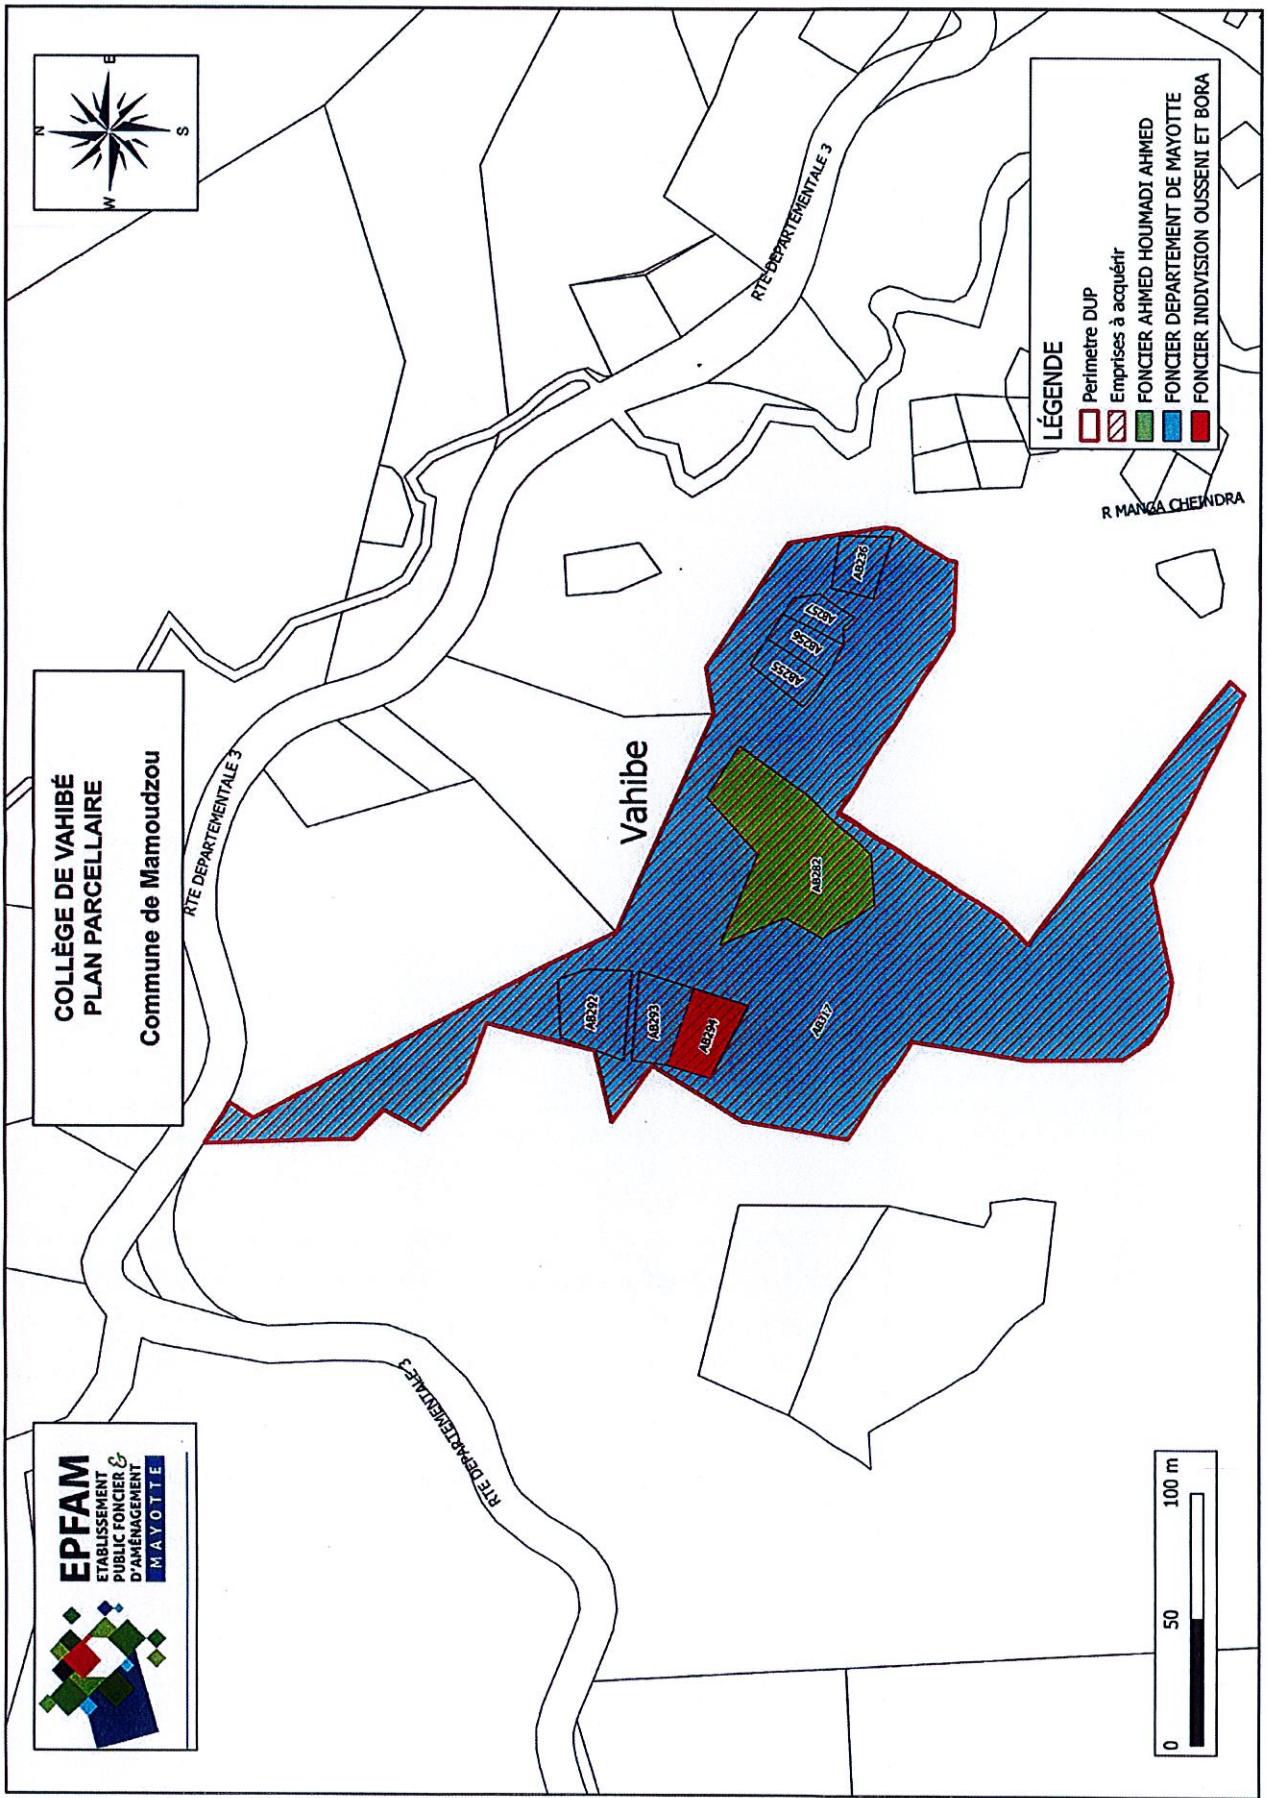 EPFAM
ETABLISSEMENT
PUBLIC FONCIER &
D'AMÉNAGEMENT
MAYOTTE
COLLÈGE DE VAHIBÉ
PLAN PARCELLAIRE
Commune de Mamoudzou
N
E
S
W
RTE DEPARTEMENTALE 3
RTE DEPARTEMENTALE 3
RTE DEPARTEMENTALE 3
Vahibe
AB292
AB293
AB294
AB317
AB282
AB255
AB256
AB257
AB236
R MANGA CHEINDRA
LÉGENDE
Perimetre DUP
Emprises à acquérir
FONCIER AHMED HOUMADI AHMED
FONCIER DEPARTEMENT DE MAYOTTE
FONCIER INDIVISION OUSSENI ET BORA
0 50 100 m